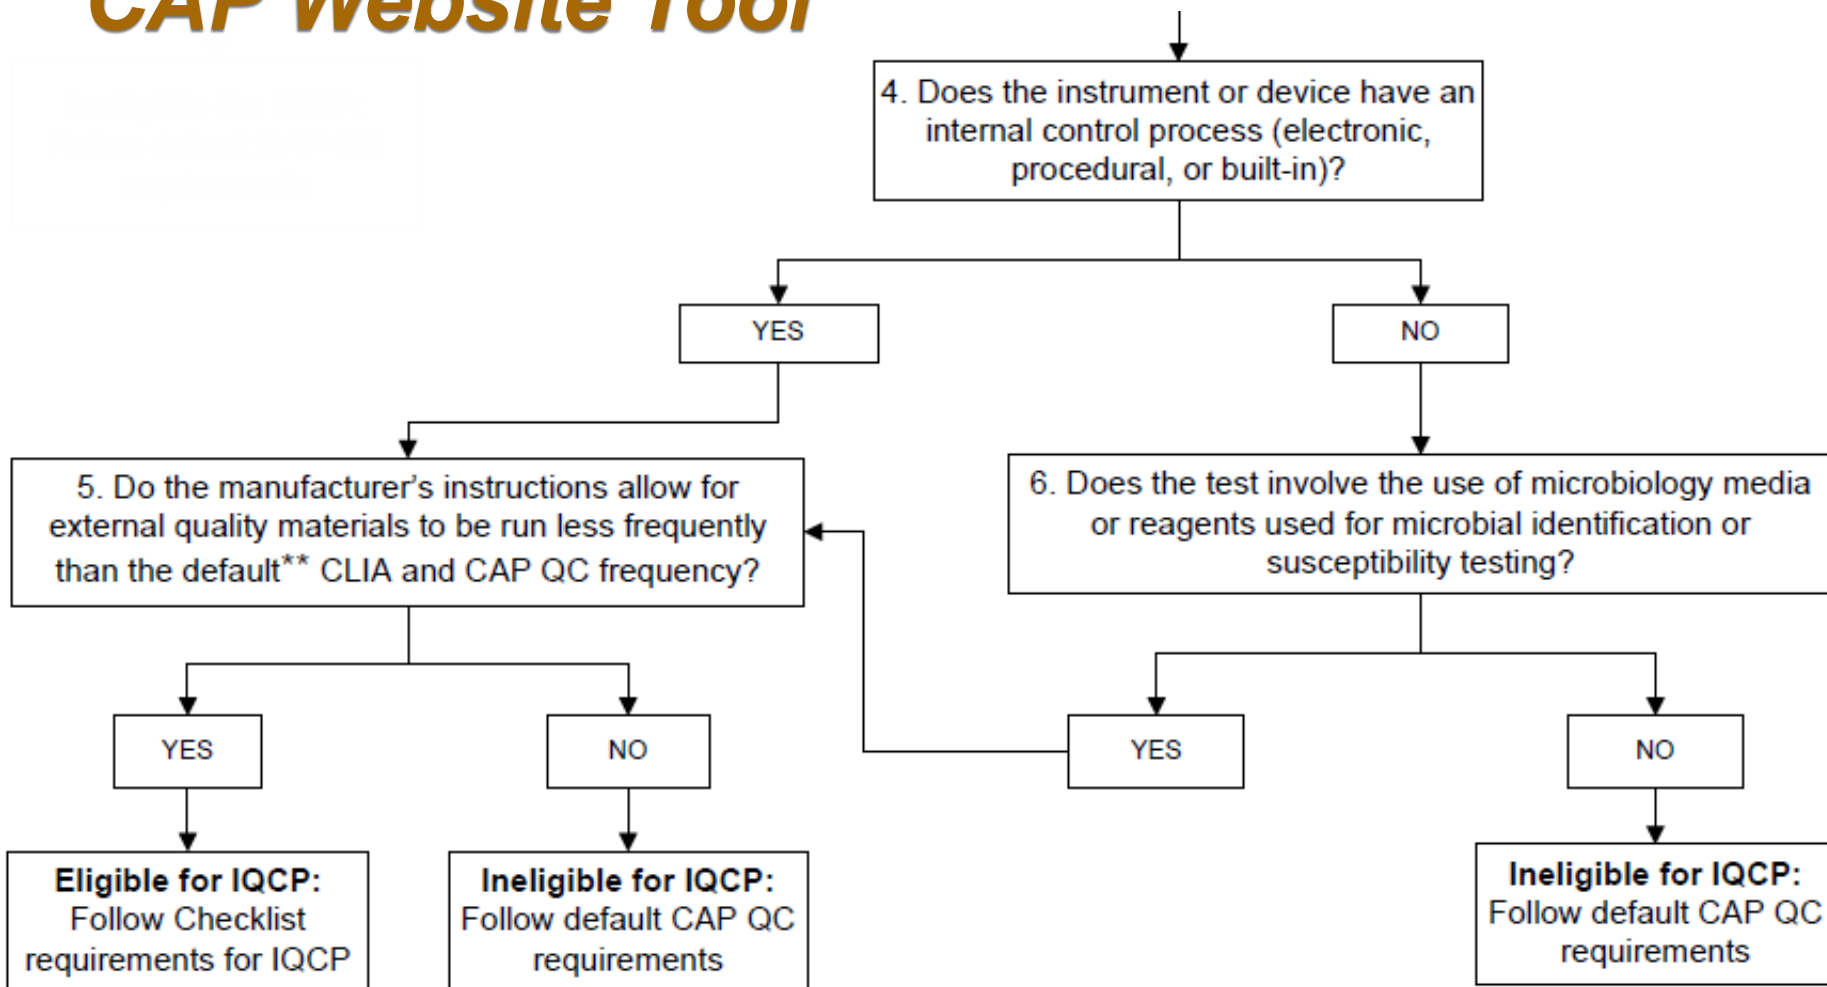 CAP Website Tool
4. Does the instrument or device have an
internal control process (electronic,
procedural, or built-in)?
YES
NO
5. Do the manufacturer's instructions allow for
external quality materials to be run less frequently
than the default** CLIA and CAP QC frequency?
6. Does the test involve the use of microbiology media
or reagents used for microbial identification or
susceptibility testing?
YES
NO
YES
NO
Eligible for IQCP:
Follow Checklist
requirements for IQCP
Ineligible for IQCP:
Follow default CAP QC
requirements
Ineligible for IQCP:
Follow default CAP QC
requirements